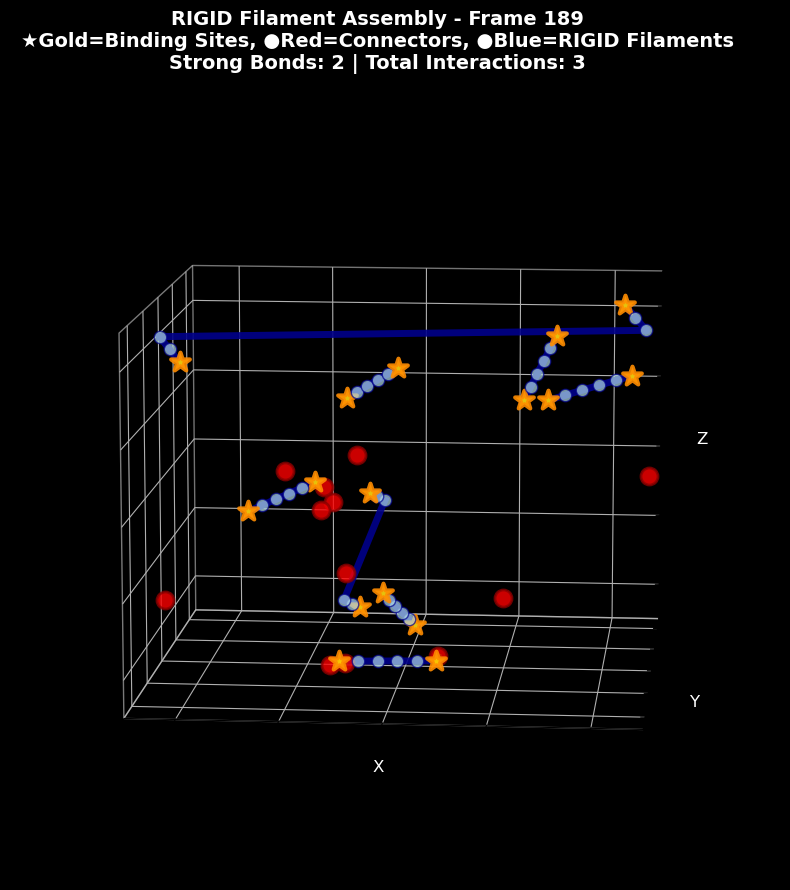 RIGID Filament Assembly - Frame 189
★Gold=Binding Sites, ●Red=Connectors, ●Blue=RIGID Filaments
Strong Bonds: 2 | Total Interactions: 3
Z
Y
X